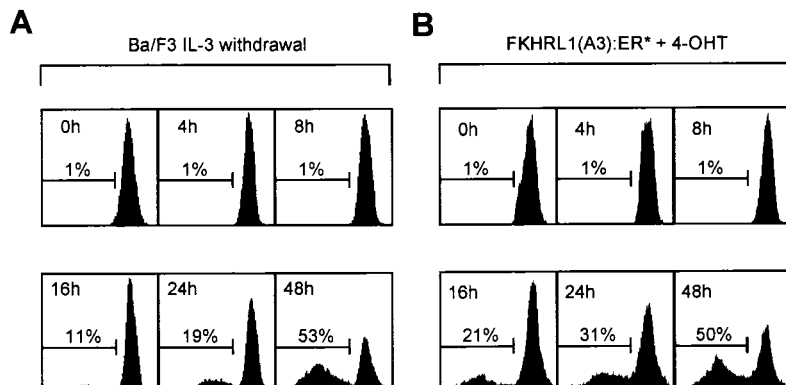 A
Ba/F3 IL-3 withdrawal
0h
4h
8h
1%
1%
1%
16h
24h
48h
11%
19%
53%
B
FKHRL1(A3):ER* + 4-OHT
0h
4h
8h
1%
1%
1%
16h
24h
48h
21%
31%
50%